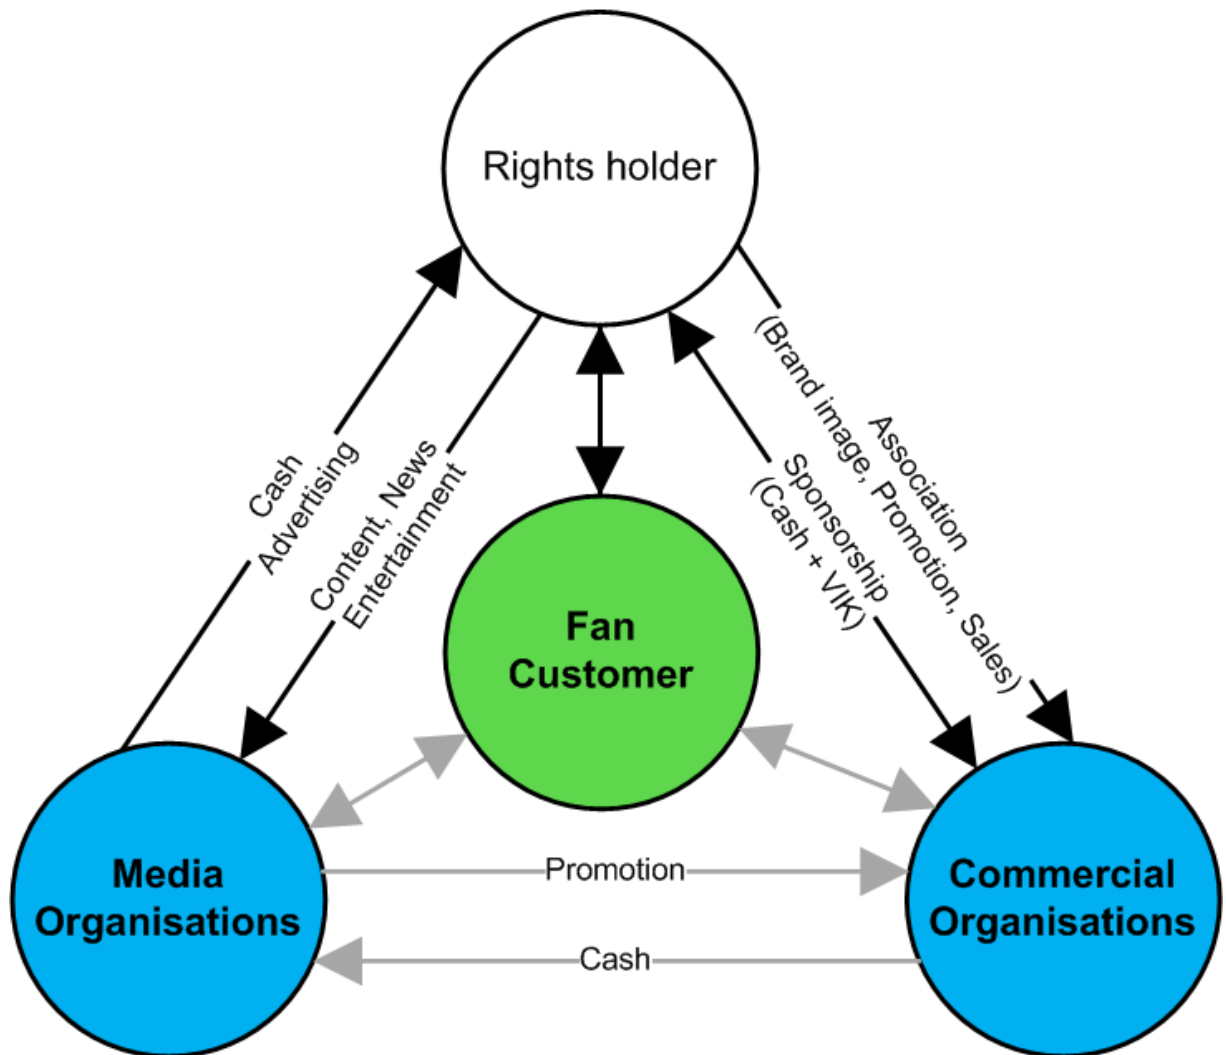 Rights holder
Cash
Advertising
Content, News
Entertainment
Association
(Brand image, Promotion, Sales)
Sponsorship
(Cash + VIK)
Fan
Customer
Media
Organisations
Promotion
Cash
Commercial
Organisations